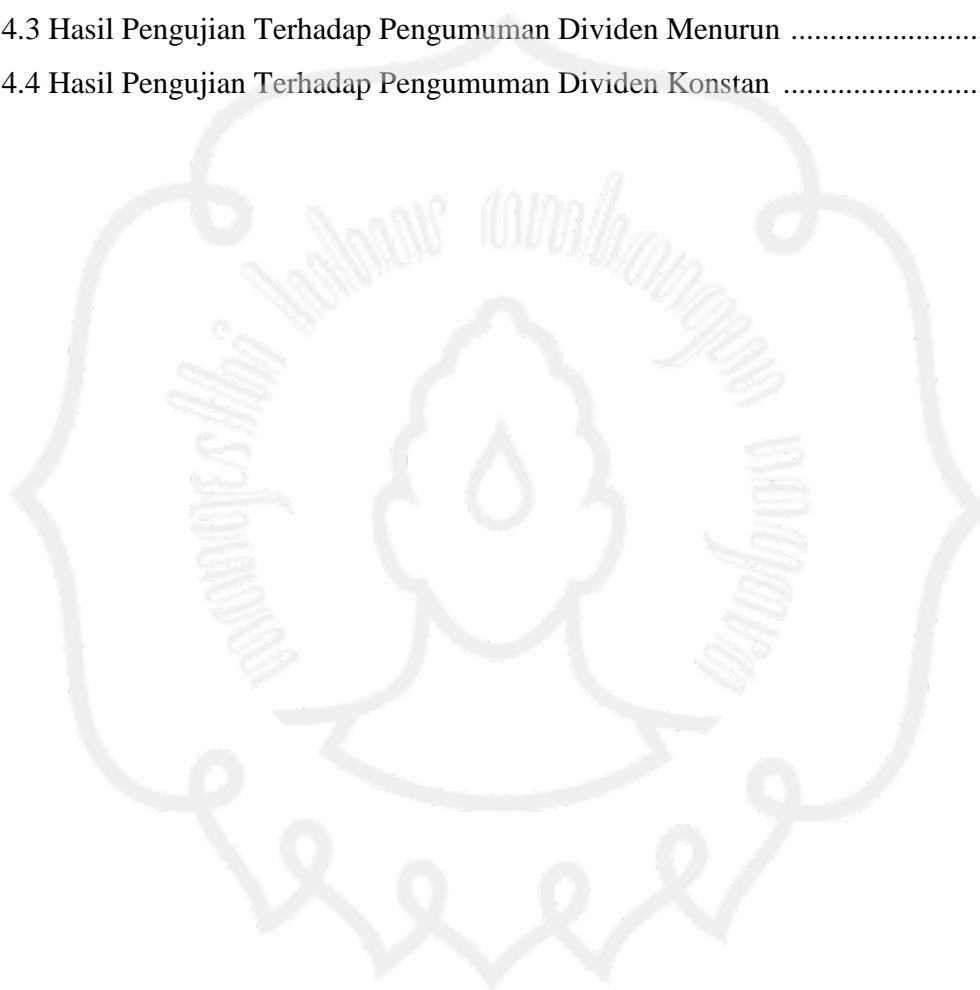 4.3 Hasil Pengujian Terhadap Pengumuman Dividen Menurun ........................
4.4 Hasil Pengujian Terhadap Pengumuman Dividen Konstan .........................